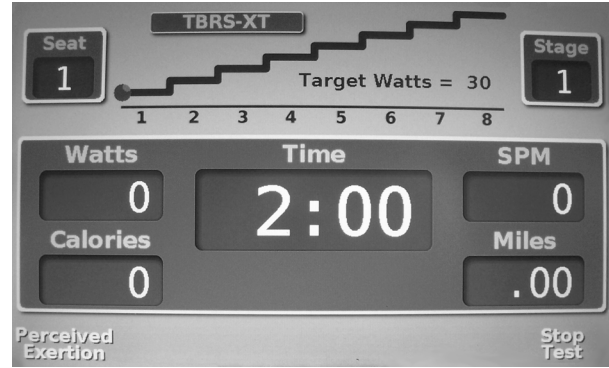 TBRS-XT
Seat
1
Stage
1
Target Watts = 30
1 2 3 4 5 6 7 8
Watts
0
Time
2:00
SPM
0
Calories
0
Miles
.00
Perceived
Exertion
Stop
Test